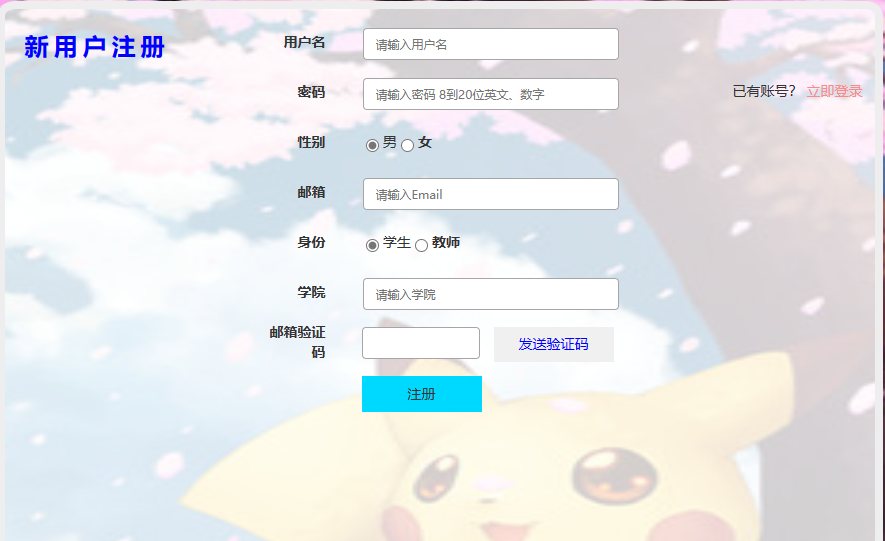 新用户注册
用户名 请输入用户名
密码 请输入密码 8到20位英文、数字
已有账号？ 立即登录
性别 男 女
邮箱 请输入Email
身份 学生 教师
学院 请输入学院
邮箱验证
码
发送验证码
注册